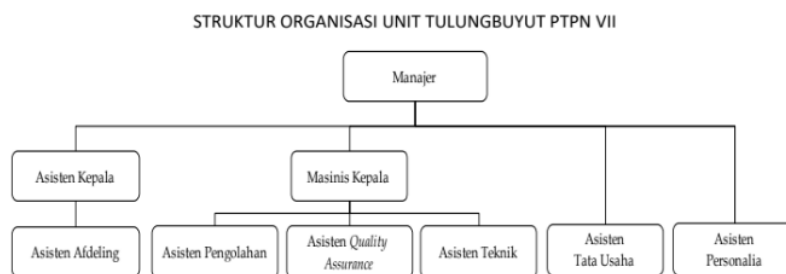 STRUKTUR ORGANISASI UNIT TULUNGBUYUT PTPN VII
Manajer
Asisten Kepala
Masinis Kepala
Asisten Afdeling
Asisten Pengolahan
Asisten Quality
Assurance
Asisten Teknik
Asisten
Tata Usaha
Asisten
Personalia